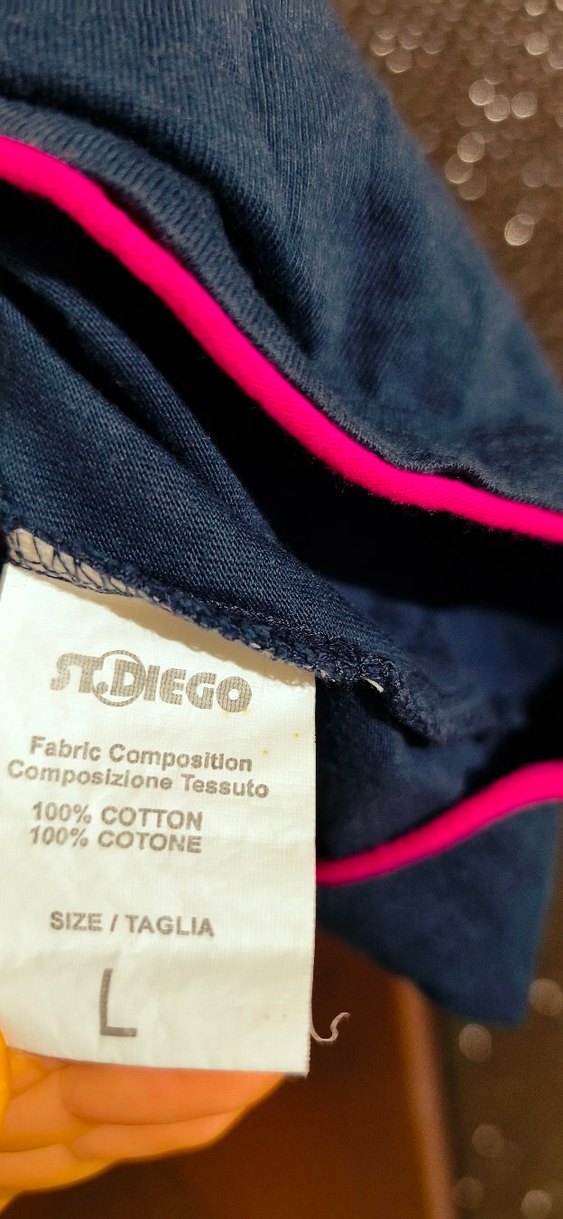 ST.DIEGO
Fabric Composition
Composizione Tessuto
100% COTTON
100% COTONE
SIZE / TAGLIA
L